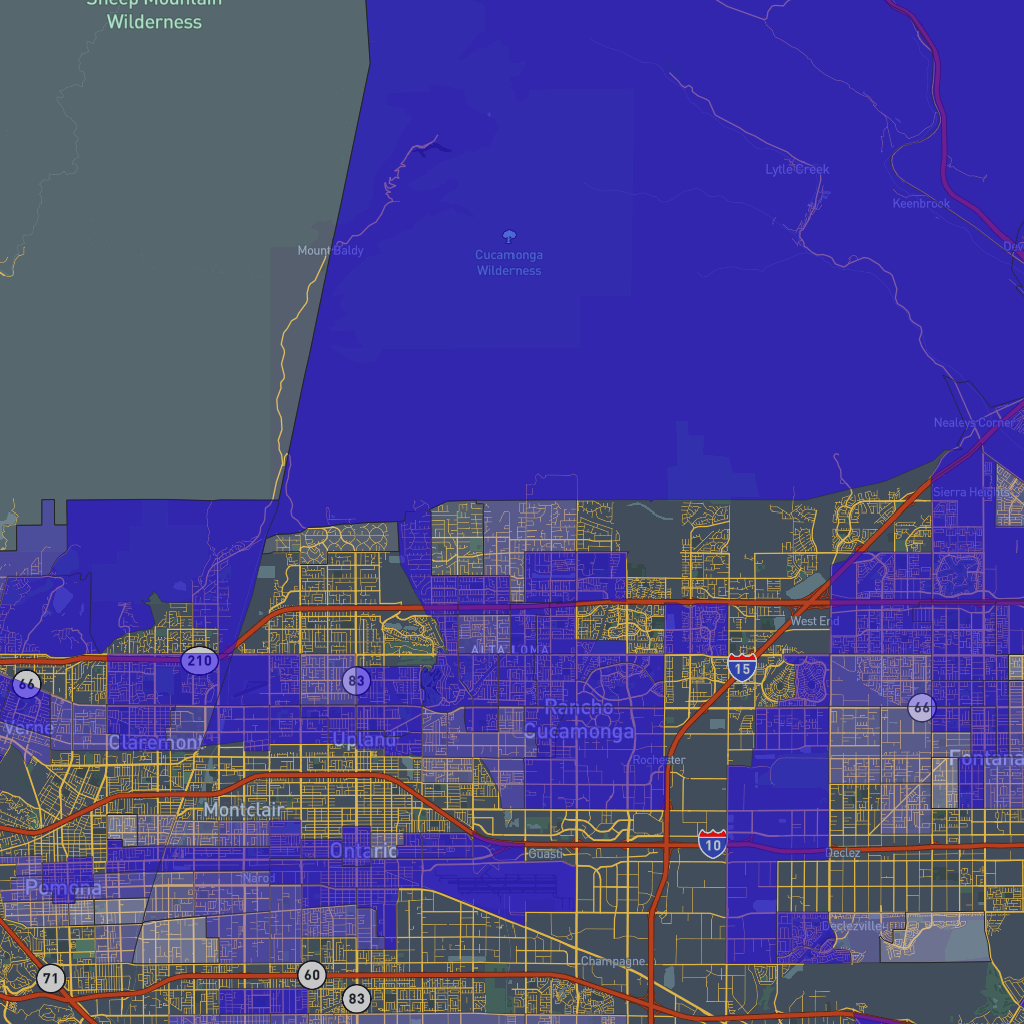 Sheep Mountain
Wilderness
Lytle Creek
Keenbrook
Mount Baldy
Cucamonga
Wilderness
Nealeys Corner
Sierra Heights
West End
ALTA LOMA
210
15
66
83
66
Verne
Claremont
Upland
Rancho
Cucamonga
Rochester
Fontana
Montclair
10
Ontario
Guasti
Declez
Narod
Pomona
Declezville
Champagne
71
60
83